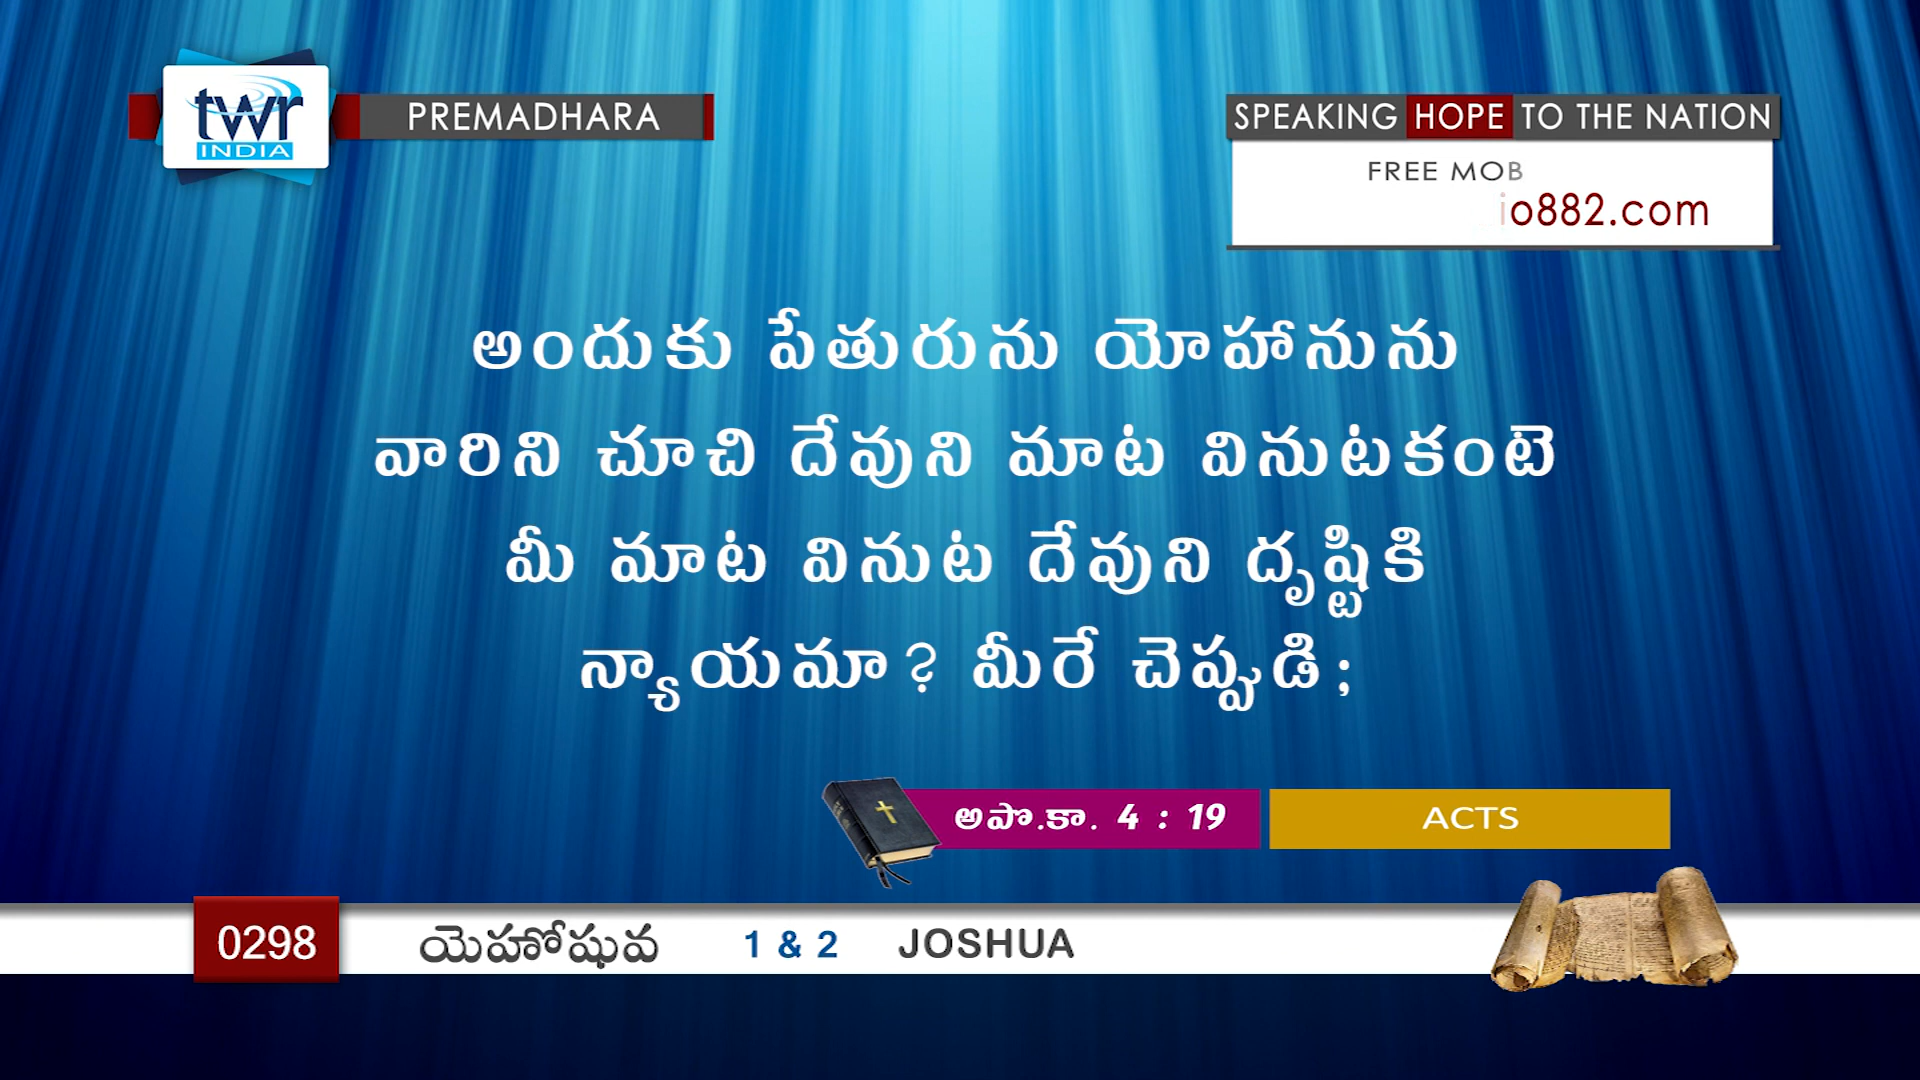 twr
INDIA
PREMADHARA
SPEAKING HOPE TO THE NATION
FREE MOB
io882.com
అందుకు పేతురును యోహానును
వారిని చూచి దేవుని మాట వినుటకంటె
మీ మాట వినుట దేవుని దృష్టికి
న్యాయమా? మీరే చెప్పుడి;
అపొ.కా. 4 : 19
ACTS
0298 యెహోషువ 1 & 2 JOSHUA